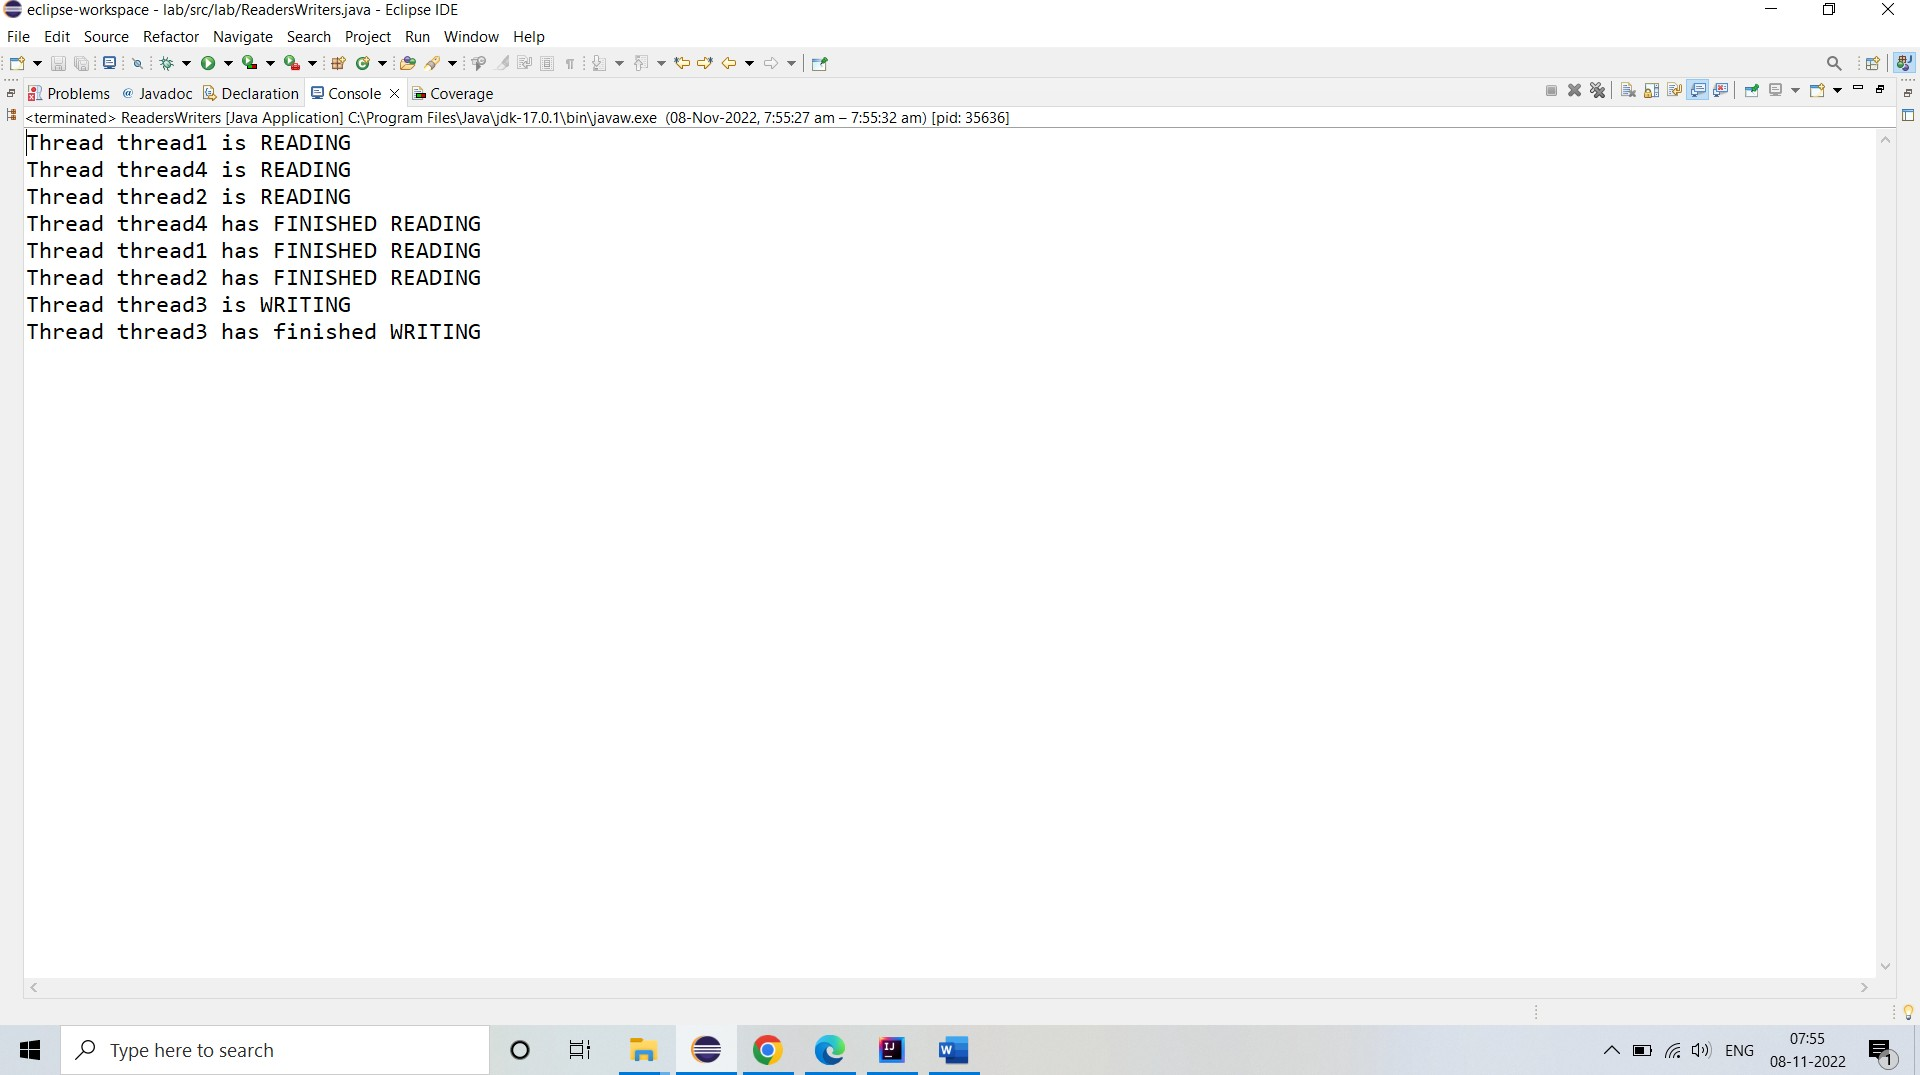 eclipse-workspace - lab/src/lab/ReadersWriters.java - Eclipse IDE
File Edit Source Refactor Navigate Search Project Run Window Help
Problems @ Javadoc Declaration Console Coverage
<terminated> ReadersWriters [Java Application] C:\Program Files\Java\jdk-17.0.1\bin\javaw.exe (08-Nov-2022, 7:55:27 am – 7:55:32 am) [pid: 35636]
Thread thread1 is READING
Thread thread4 is READING
Thread thread2 is READING
Thread thread4 has FINISHED READING
Thread thread1 has FINISHED READING
Thread thread2 has FINISHED READING
Thread thread3 is WRITING
Thread thread3 has finished WRITING
Type here to search
ENG
07:55
08-11-2022
1